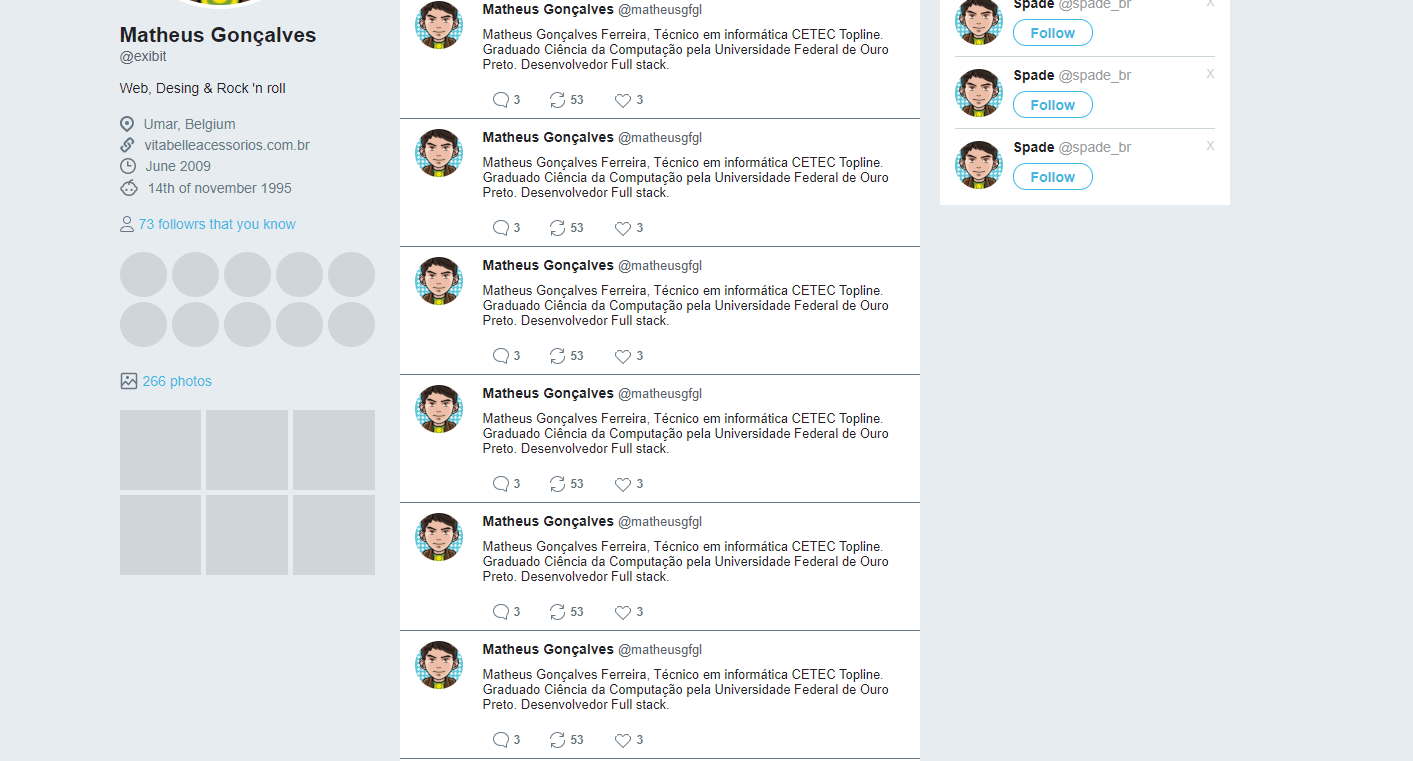 Matheus Gonçalves
@exibit
Web, Desing & Rock 'n roll
Umar, Belgium
vitabelleacessorios.com.br
June 2009
14th of november 1995
73 followrs that you know
266 photos
Matheus Gonçalves @matheusgfgl
Matheus Gonçalves Ferreira, Técnico em informática CETEC Topline.
Graduado Ciência da Computação pela Universidade Federal de Ouro
Preto. Desenvolvedor Full stack.
3 53 3
Matheus Gonçalves @matheusgfgl
Matheus Gonçalves Ferreira, Técnico em informática CETEC Topline.
Graduado Ciência da Computação pela Universidade Federal de Ouro
Preto. Desenvolvedor Full stack.
3 53 3
Matheus Gonçalves @matheusgfgl
Matheus Gonçalves Ferreira, Técnico em informática CETEC Topline.
Graduado Ciência da Computação pela Universidade Federal de Ouro
Preto. Desenvolvedor Full stack.
3 53 3
Matheus Gonçalves @matheusgfgl
Matheus Gonçalves Ferreira, Técnico em informática CETEC Topline.
Graduado Ciência da Computação pela Universidade Federal de Ouro
Preto. Desenvolvedor Full stack.
3 53 3
Matheus Gonçalves @matheusgfgl
Matheus Gonçalves Ferreira, Técnico em informática CETEC Topline.
Graduado Ciência da Computação pela Universidade Federal de Ouro
Preto. Desenvolvedor Full stack.
3 53 3
Matheus Gonçalves @matheusgfgl
Matheus Gonçalves Ferreira, Técnico em informática CETEC Topline.
Graduado Ciência da Computação pela Universidade Federal de Ouro
Preto. Desenvolvedor Full stack.
3 53 3
Spade @spade_br X
Follow
Spade @spade_br X
Follow
Spade @spade_br X
Follow